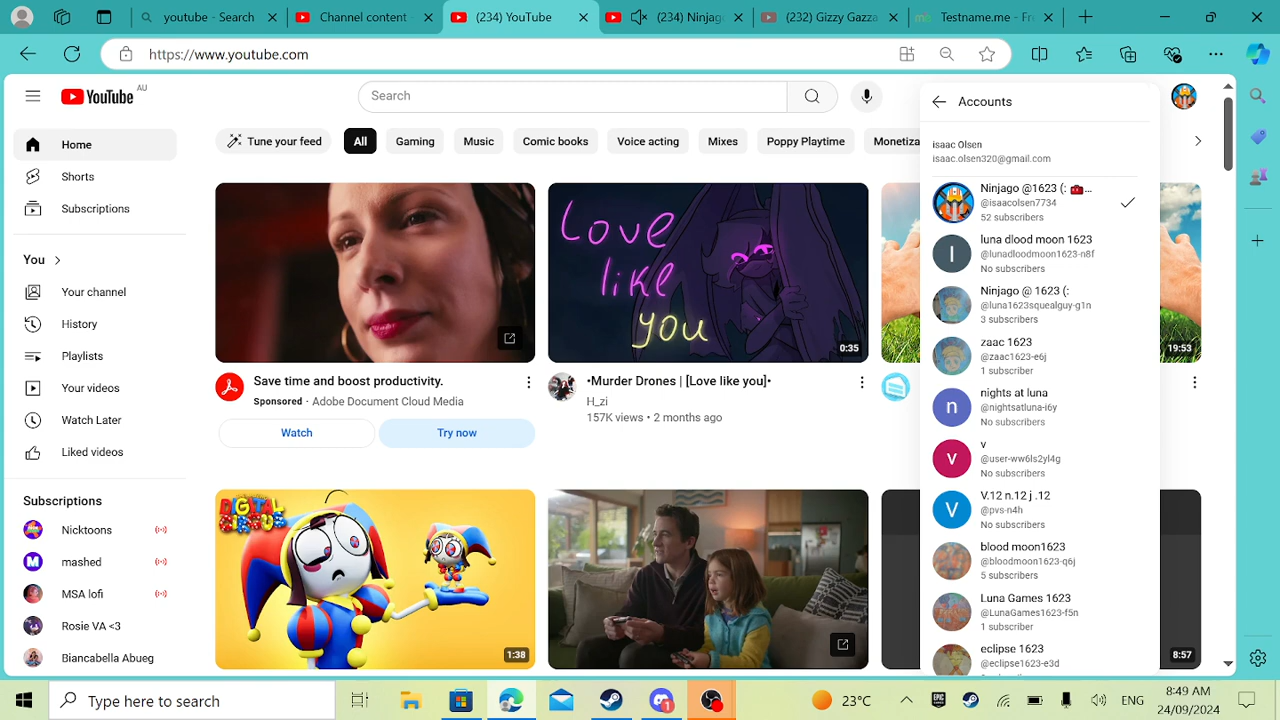 youtube - Search
Channel content -
(234) YouTube
(234) Ninjago
(232) Gizzy Gazza
Testname.me - Fre
https://www.youtube.com
YouTube AU
Search
Accounts
isaac Olsen
isaac.olsen320@gmail.com
Ninjago @1623 (: 🧰...
@isaacolsen7734
52 subscribers
luna dlood moon 1623
@lunadloodmoon1623-n8f
No subscribers
Ninjago @ 1623 (:
@luna1623squealguy-g1n
3 subscribers
zaac 1623
@zaac1623-e6j
1 subscriber
nights at luna
@nightsatluna-i6y
No subscribers
v
@user-ww6ls2yl4g
No subscribers
V.12 n.12 j .12
@pvs-n4h
No subscribers
blood moon1623
@bloodmoon1623-q6j
5 subscribers
Luna Games 1623
@LunaGames1623-f5n
1 subscriber
eclipse 1623
@eclipse1623-e3d
Home
Shorts
Subscriptions
You
Your channel
History
Playlists
Your videos
Watch Later
Liked videos
Subscriptions
Nicktoons
mashed
MSA lofi
Rosie VA <3
Biancabella Abueg
Tune your feed
All
Gaming
Music
Comic books
Voice acting
Mixes
Poppy Playtime
Monetiza
Save time and boost productivity.
Sponsored • Adobe Document Cloud Media
Watch
Try now
Love
like
you
0:35
•Murder Drones | [Love like you]•
H_zi
157K views • 2 months ago
19:53
DIGITAL
CIRCUS
1:38
8:57
Type here to search
1
23°C
EPIC
GAMES
ENG
8:49 AM
24/09/2024